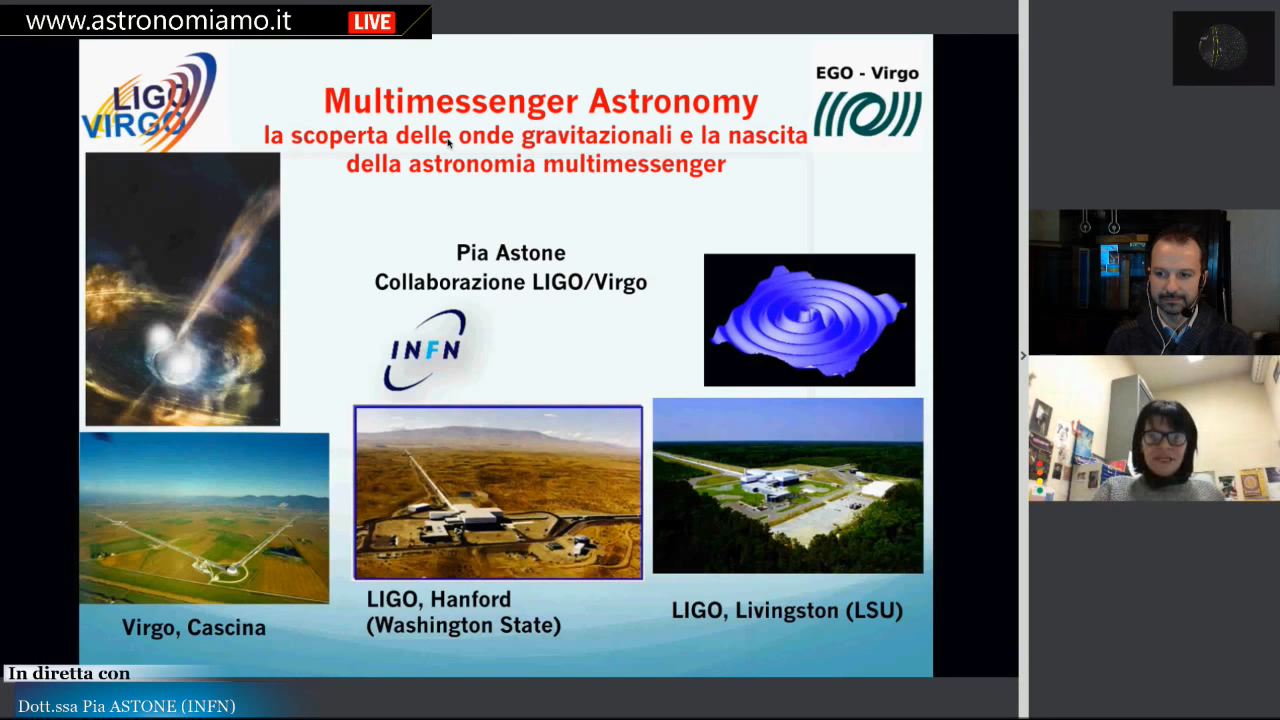 www.astronomiamo.it LIVE
LIGO
VIRGO
EGO - Virgo
Multimessenger Astronomy
la scoperta delle onde gravitazionali e la nascita
della astronomia multimessenger
Pia Astone
Collaborazione LIGO/Virgo
INFN
Virgo, Cascina
LIGO, Hanford
(Washington State)
LIGO, Livingston (LSU)
In diretta con
Dott.ssa Pia ASTONE (INFN)